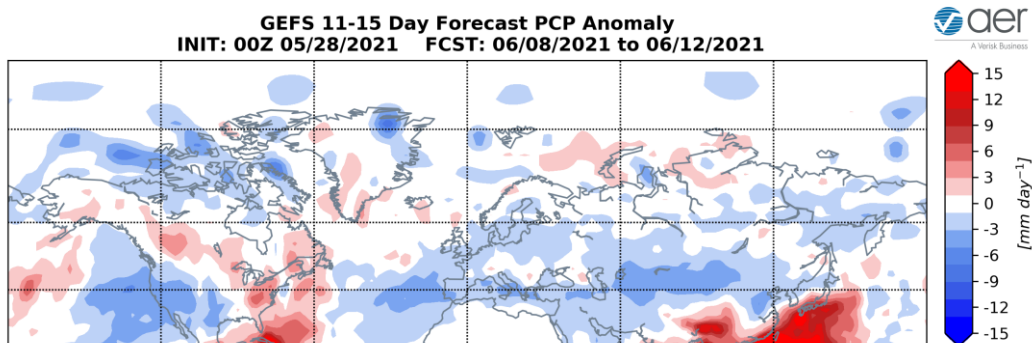 GEFS 11-15 Day Forecast PCP Anomaly
INIT: 00Z 05/28/2021 FCST: 06/08/2021 to 06/12/2021
aer
A Verisk Business
15
12
9
6
3
0
-3
-6
-9
-12
-15
[mm day⁻¹]